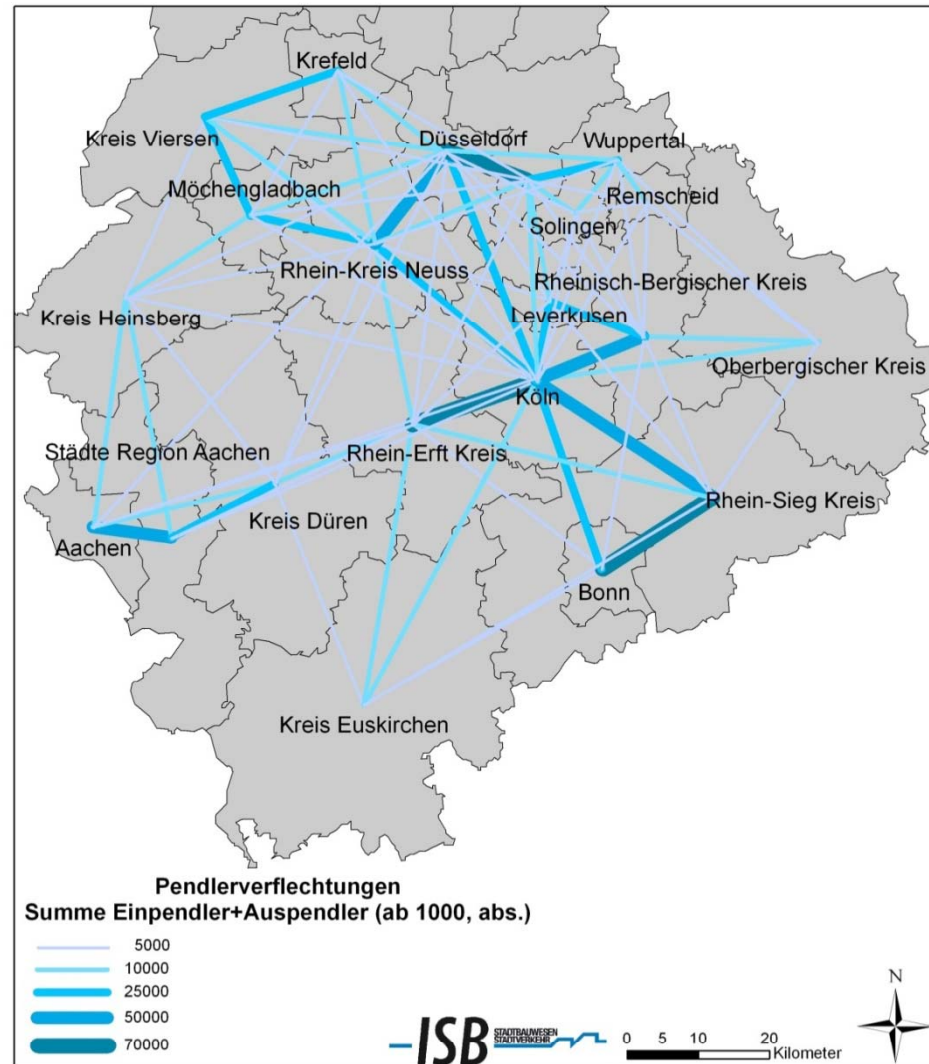 Krefeld
Kreis Viersen
Düsseldorf
Wuppertal
Möchengladbach
Remscheid
Solingen
Rhein-Kreis Neuss
Rheinisch-Bergischer Kreis
Kreis Heinsberg
Leverkusen
Oberbergischer Kreis
Köln
Städte Region Aachen
Rhein-Erft Kreis
Rhein-Sieg Kreis
Kreis Düren
Aachen
Bonn
Kreis Euskirchen
Pendlerverflechtungen
Summe Einpendler+Auspendler (ab 1000, abs.)
5000
10000
25000
50000
70000
ISB STADTBAUWESEN
STADTVERKEHR
0 10 20
Kilometer
N